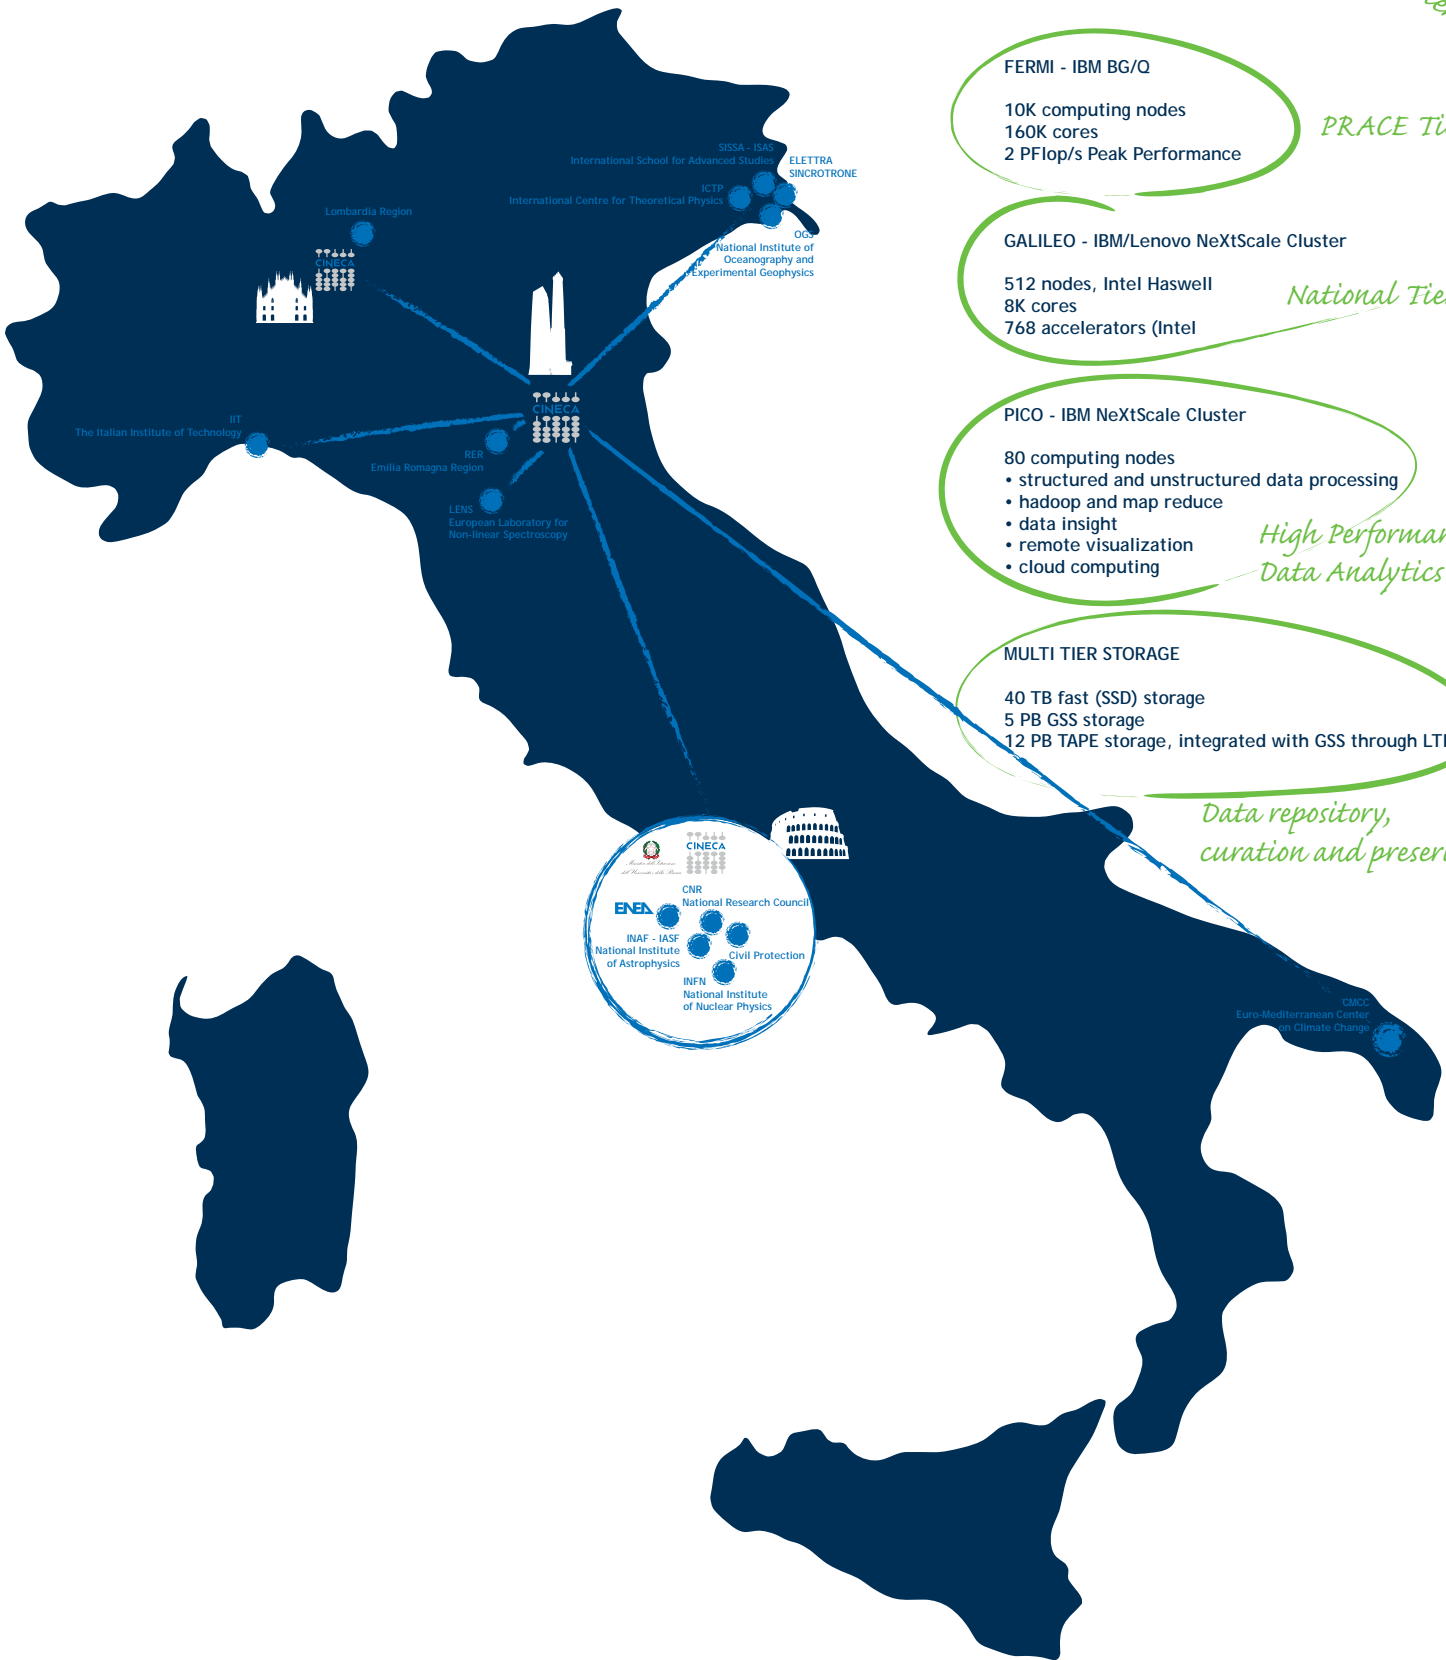 FERMI - IBM BG/Q
10K computing nodes
160K cores
2 PFlop/s Peak Performance
PRACE
GALILEO - IBM/Lenovo NeXtScale Cluster
512 nodes, Intel Haswell
8K cores
768 accelerators (Intel
National
PICO - IBM NeXtScale Cluster
80 computing nodes
• structured and unstructured data processing
• hadoop and map reduce
• data insight
• remote visualization
• cloud computing
High
Data Analytics
MULTI TIER STORAGE
40 TB fast (SSD) storage
5 PB GSS storage
12 PB TAPE storage, integrated with GSS through
Data repository,
curation and
SISSA - ISAS
International School for Advanced Studies
ELETTRA
SINCROTRONE
ICTP
International Centre for Theoretical Physics
OGS
National Institute of
Oceanography and
Experimental Geophysics
Lombardia Region
CINECA
CINECA
IIT
The Italian Institute of Technology
RER
Emilia Romagna Region
LENS
European Laboratory for
Non-linear Spectroscopy
CINECA
CNR
National Research Council
ENEA
INAF - IASF
National Institute
of Astrophysics
Civil Protection
INFN
National Institute
of Nuclear Physics
CMCC
Euro-Mediterranean Center
on Climate Change